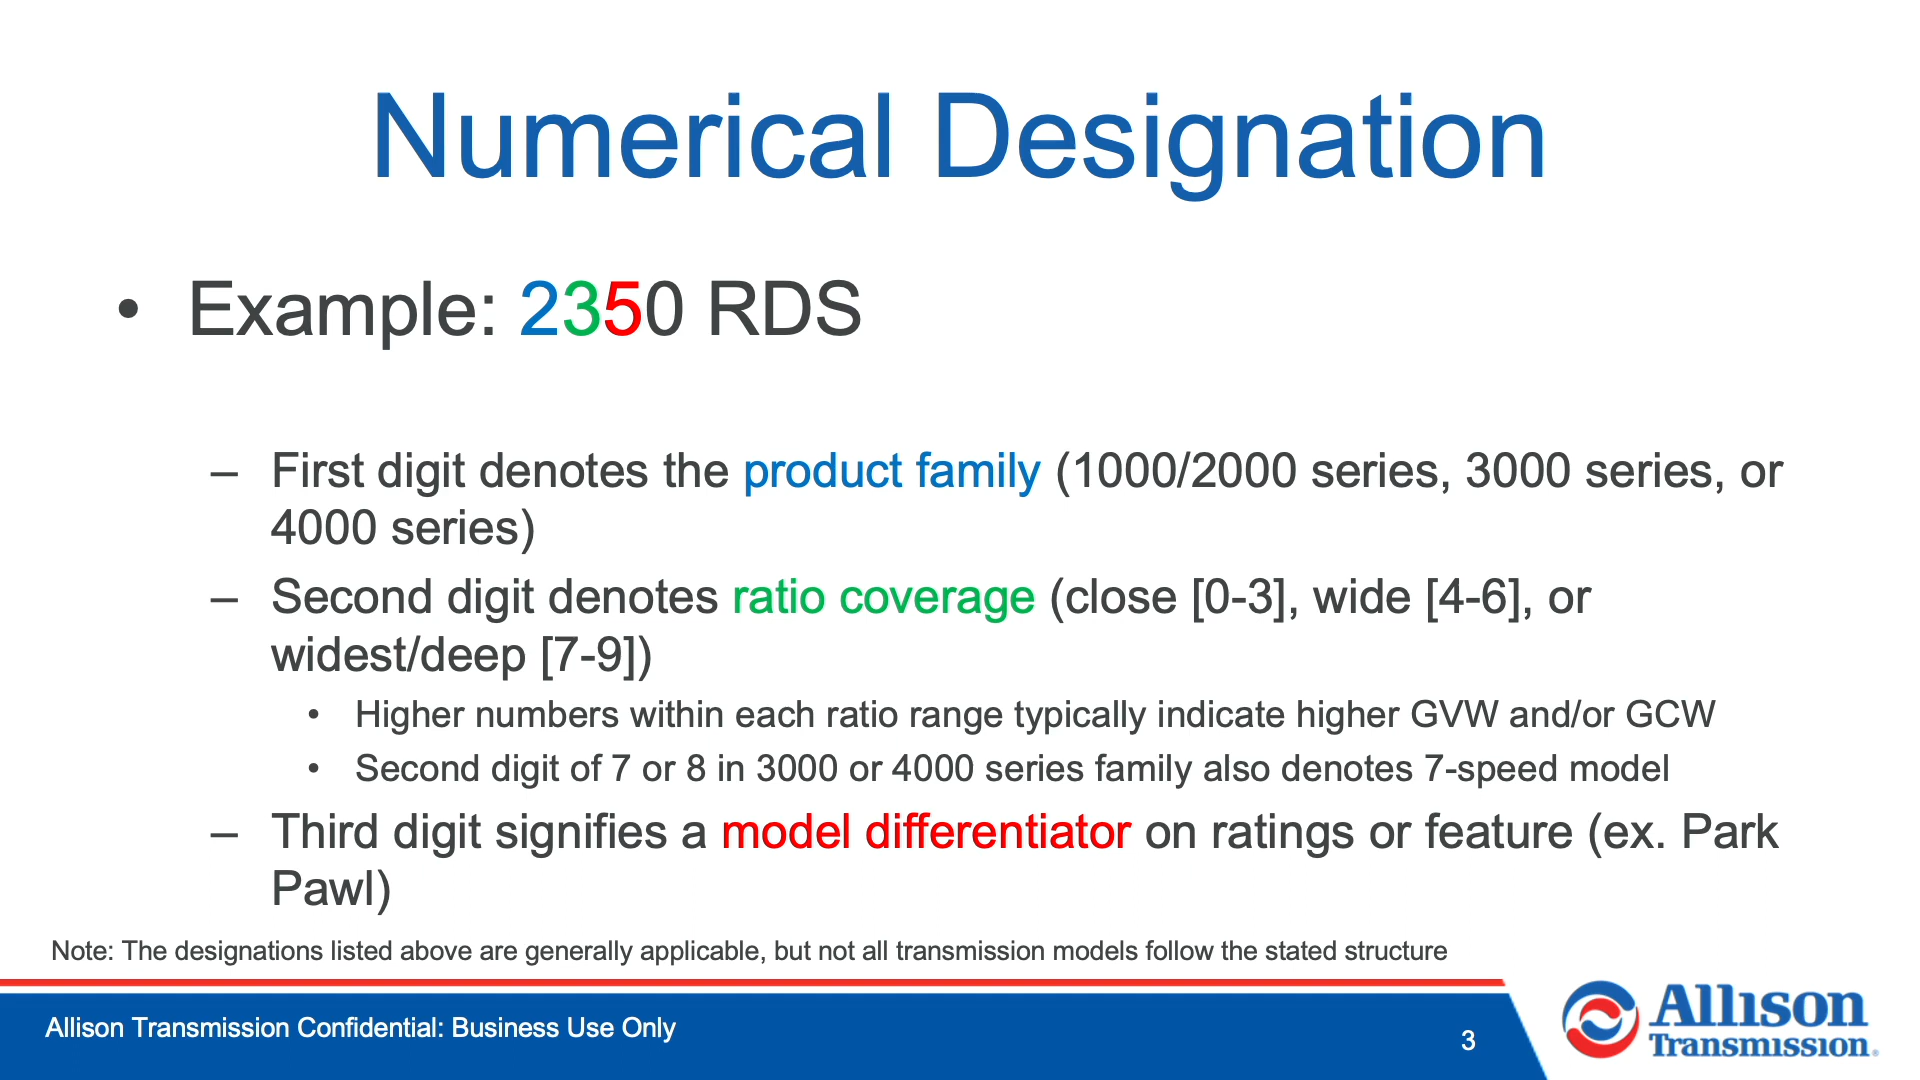 Numerical Designation
• Example: 2350 RDS
– First digit denotes the product family (1000/2000 series, 3000 series, or
4000 series)
– Second digit denotes ratio coverage (close [0-3], wide [4-6], or
widest/deep [7-9])
• Higher numbers within each ratio range typically indicate higher GVW and/or GCW
• Second digit of 7 or 8 in 3000 or 4000 series family also denotes 7-speed model
– Third digit signifies a model differentiator on ratings or feature (ex. Park
Pawl)
Note: The designations listed above are generally applicable, but not all transmission models follow the stated structure
Allison Transmission Confidential: Business Use Only
3
Allison
Transmission®